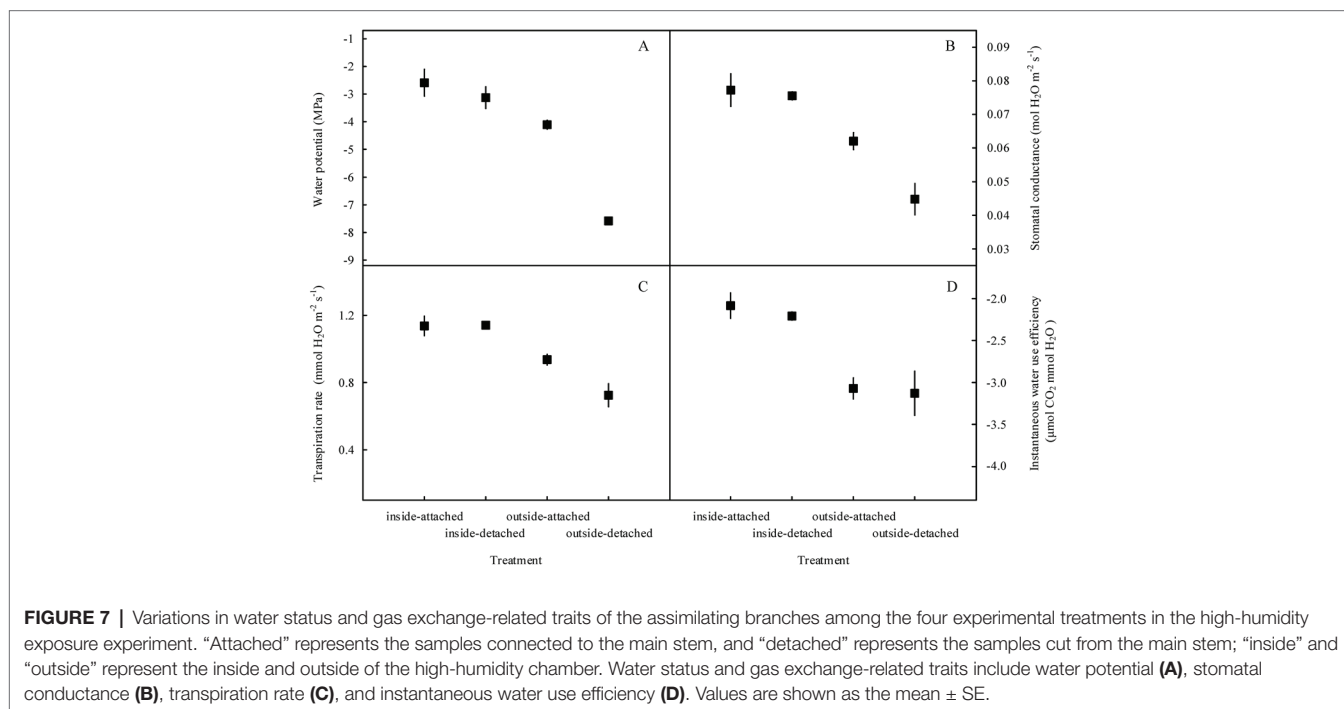 A
-1
-2
-3
-4
-5
-6
-7
-8
-9
Water potential (MPa)
B
0.09
0.08
0.07
0.06
0.05
0.04
0.03
Stomatal conductance (mol H₂O m⁻² s⁻¹)
C
1.2
0.8
0.4
Transpiration rate (mmol H₂O m⁻² s⁻¹)
D
-2.0
-2.5
-3.0
-3.5
-4.0
Instantaneous water use efficiency
(μmol CO₂ mmol H₂O )
inside-attached
inside-detached
outside-attached
outside-detached
Treatment
inside-attached
inside-detached
outside-attached
outside-detached
Treatment
FIGURE 7 | Variations in water status and gas exchange-related traits of the assimilating branches among the four experimental treatments in the high-humidity
exposure experiment. “Attached” represents the samples connected to the main stem, and “detached” represents the samples cut from the main stem; “inside” and
“outside” represent the inside and outside of the high-humidity chamber. Water status and gas exchange-related traits include water potential (A), stomatal
conductance (B), transpiration rate (C), and instantaneous water use efficiency (D). Values are shown as the mean ± SE.